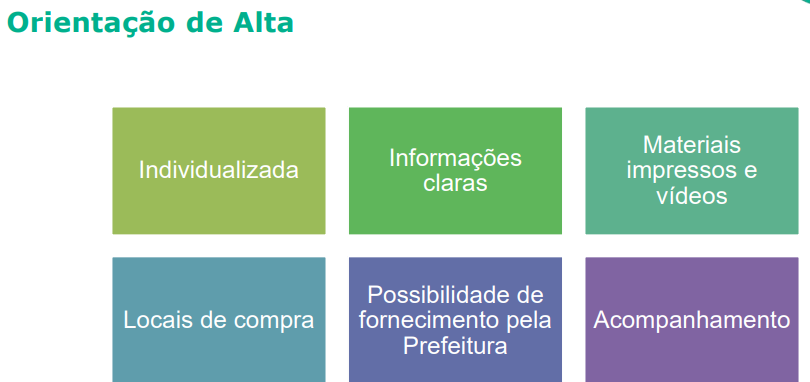 Orientação de Alta
Individualizada
Informações
claras
Materiais
impressos e
vídeos
Locais de compra
Possibilidade de
fornecimento pela
Prefeitura
Acompanhamento